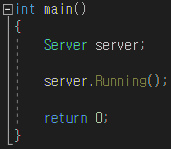 int main()
{
Server server;
server.Running();
return 0;
}